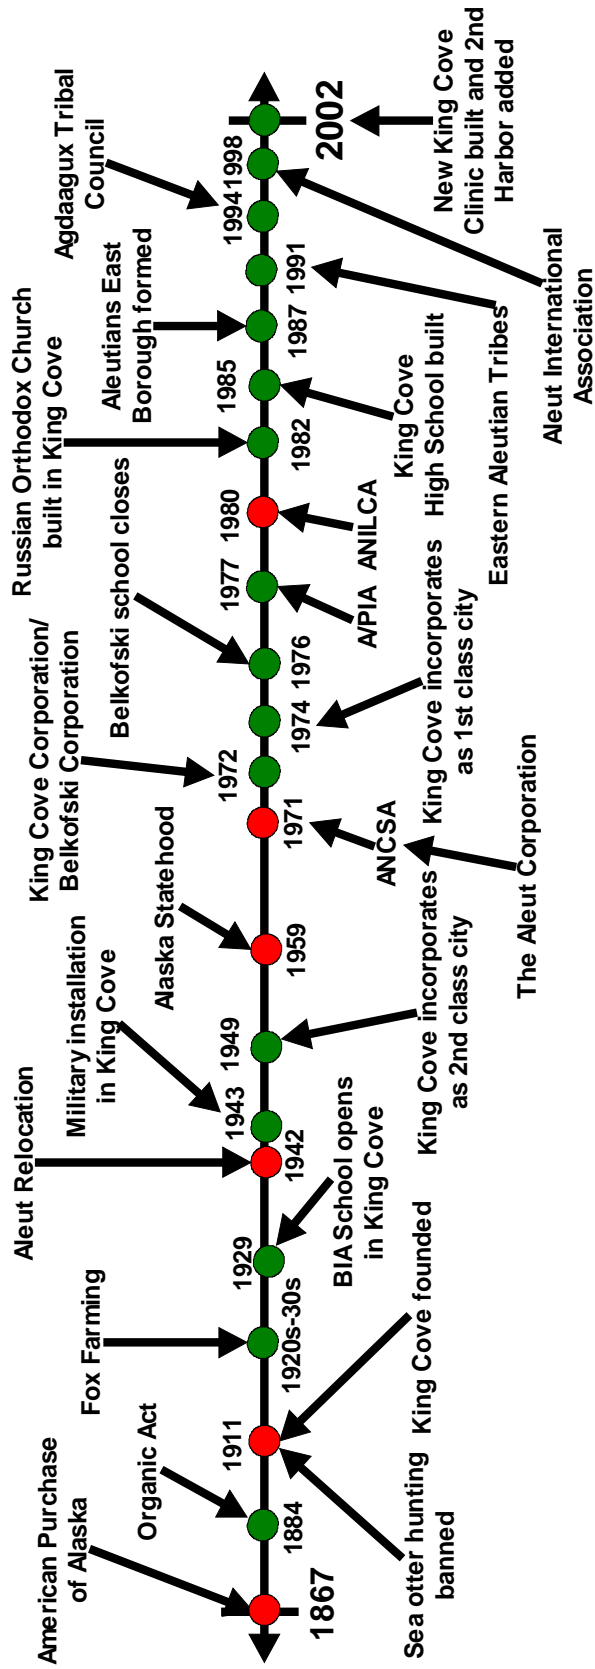 American Purchase
of Alaska
Organic Act
Fox Farming
Aleut Relocation
Military installation
in King Cove
Alaska Statehood
King Cove Corporation/
Belkofski Corporation
Belkofski school closes
Russian Orthodox Church
built in King Cove
Aleutians East
Borough formed
Agdaagux Tribal
Council
1867
1884
1911
1920s-30s
1929
1942
1943
1949
1959
1971
1972
1974
1976
1977
1980
1982
1985
1987
1991
1994
1998
2002
Sea otter hunting
banned
King Cove founded
BIA School opens
in King Cove
King Cove incorporates
as 2nd class city
ANCSA
The Aleut Corporation
King Cove incorporates
as 1st class city
A/PIA
ANILCA
King Cove
High School built
Eastern Aleutian Tribes
Aleut International
Association
New King Cove
Clinic built and 2nd
Harbor added